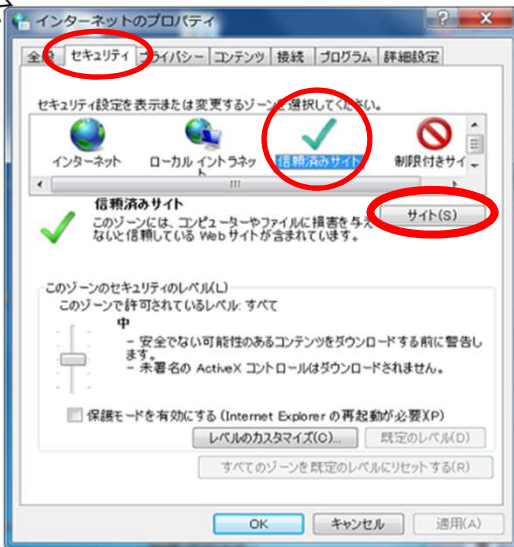 インターネットのプロパティ
全般 セキュリティ プライバシー コンテンツ 接続 プログラム 詳細設定
セキュリティ設定を表示または変更するゾーンを選択してください。
インターネット ローカル イントラネット 信頼済みサイト 制限付きサイ
信頼済みサイト
サイト(S)
このゾーンには、コンピューターやファイルに損害を与え
ないと信頼している Web サイトが含まれています。
このゾーンのセキュリティのレベル(L)
このゾーンで許可されているレベル: すべて
中
- 安全でない可能性のあるコンテンツをダウンロードする前に警告し
ます。
- 未署名の ActiveX コントロールはダウンロードされません。
保護モードを有効にする (Internet Explorer の再起動が必要)(P)
レベルのカスタマイズ(C)... 既定のレベル(D)
すべてのゾーンを既定のレベルにリセットする(R)
OK キャンセル 適用(A)